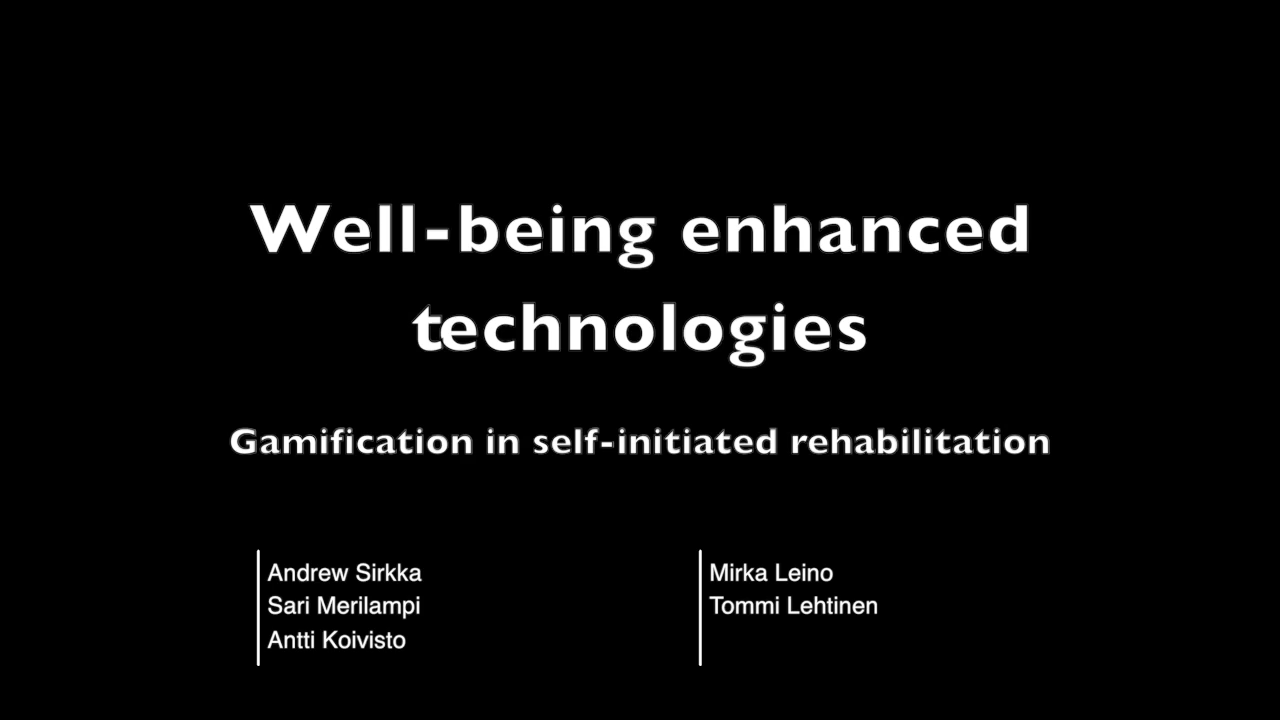 Well-being enhanced
technologies
Gamification in self-initiated rehabilitation
Andrew Sirkka
Sari Merilampi
Antti Koivisto
Mirka Leino
Tommi Lehtinen